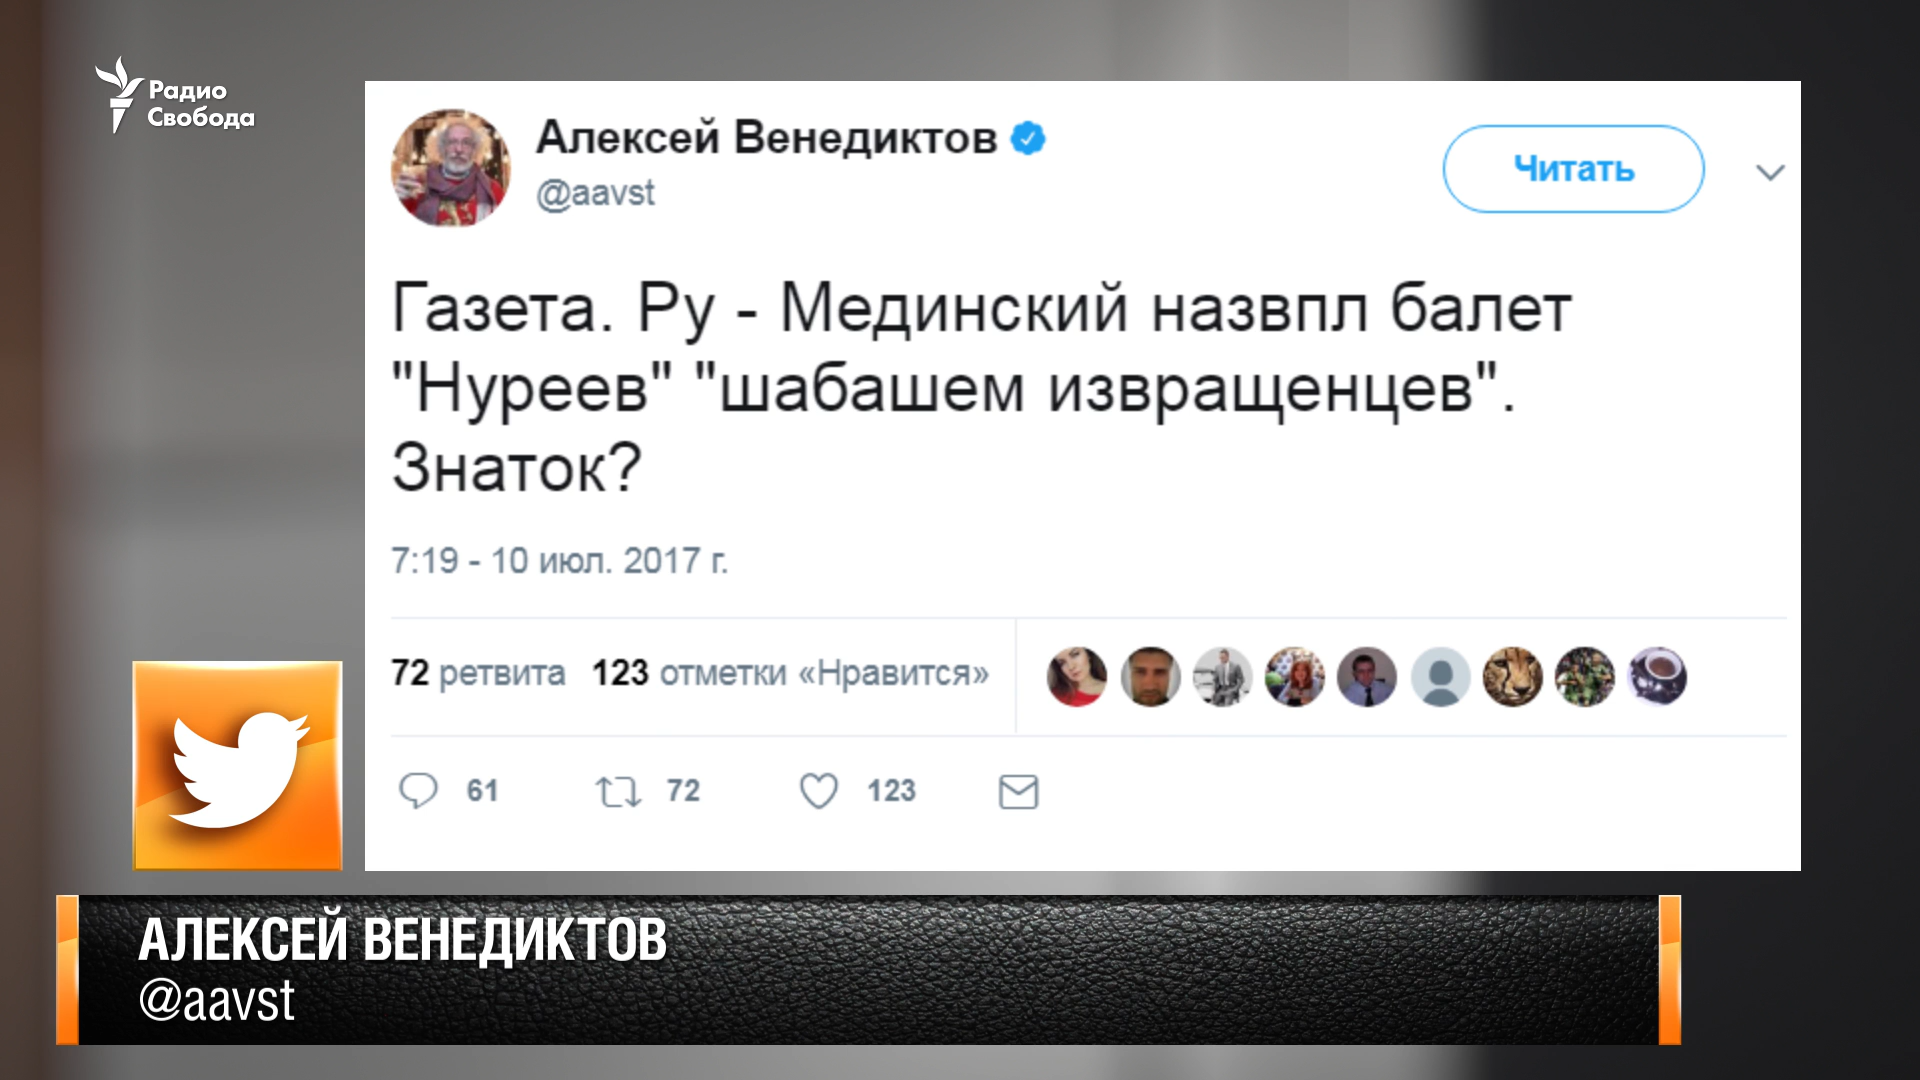 Радио
Свобода
Алексей Венедиктов
@aavst
Читать
Газета. Ру - Мединский назвпл балет
"Нуреев" "шабашем извращенцев".
Знаток?
7:19 - 10 июл. 2017 г.
72 ретвита 123 отметки «Нравится»
61 72 123
АЛЕКСЕЙ ВЕНЕДИКТОВ
@aavst